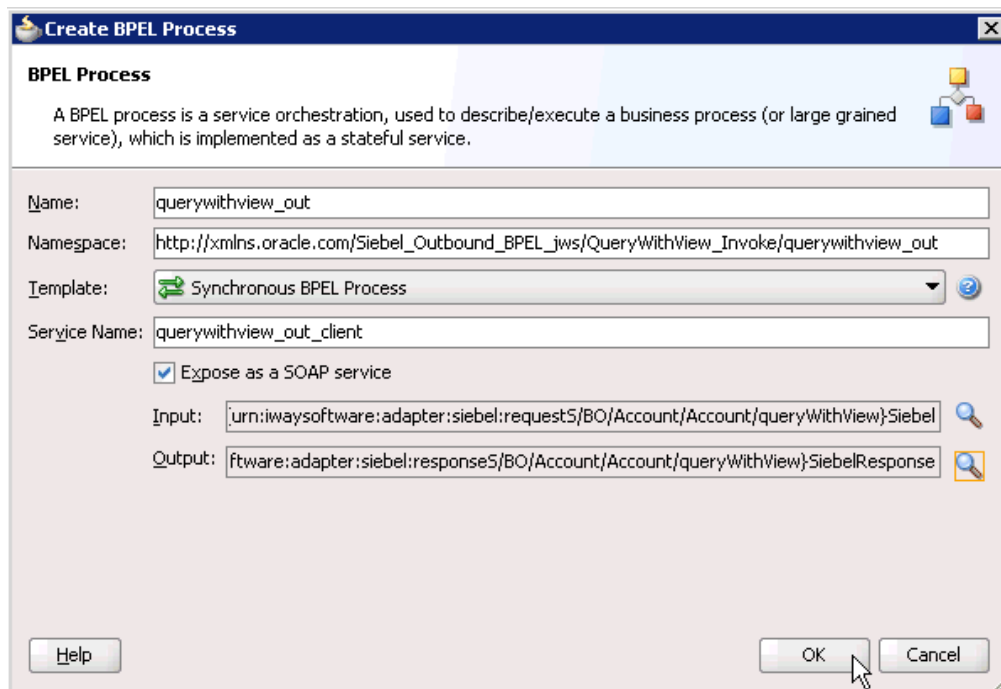 Create BPEL Process
BPEL Process
A BPEL process is a service orchestration, used to describe/execute a business process (or large grained
service), which is implemented as a stateful service.
Name: querywithview_out
Namespace: http://xmlns.oracle.com/Siebel_Outbound_BPEL_jws/QueryWithView_Invoke/querywithview_out
Template: Synchronous BPEL Process
Service Name: querywithview_out_client
Expose as a SOAP service
Input: urn:iwaysoftware:adapter:siebel:requestS/BO/Account/Account/queryWithView}Siebel
Output: ftware:adapter:siebel:responseS/BO/Account/Account/queryWithView}SiebelResponse
Help OK Cancel